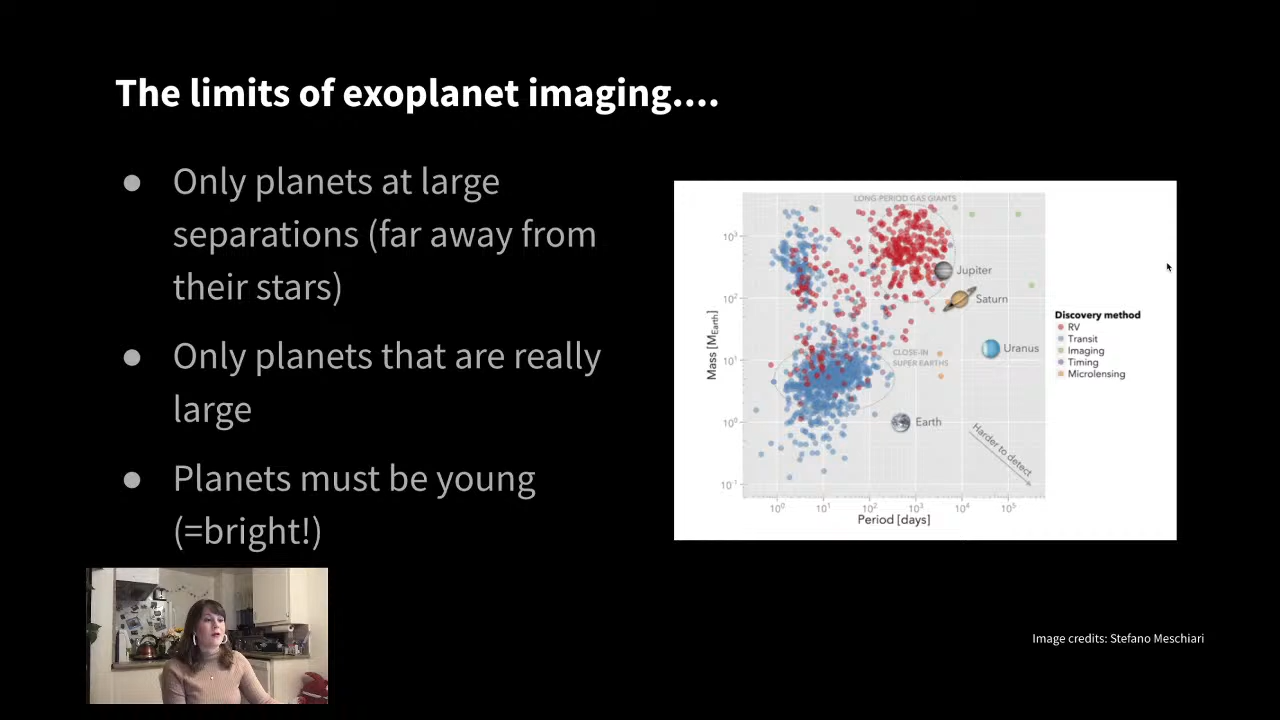 The limits of exoplanet imaging....
● Only planets at large
separations (far away from
their stars)
● Only planets that are really
large
● Planets must be young
(=bright!)
LONG-PERIOD GAS GIANTS
10³
Jupiter
10²
Saturn
Mass [M_Earth]
10¹
CLOSE-IN
SUPER EARTHS
Uranus
10⁰
Earth
Harder to detect
10⁻¹
10⁰ 10¹ 10² 10³ 10⁴ 10⁵
Period [days]
Discovery method
RV
Transit
Imaging
Timing
Microlensing
Image credits: Stefano Meschiari